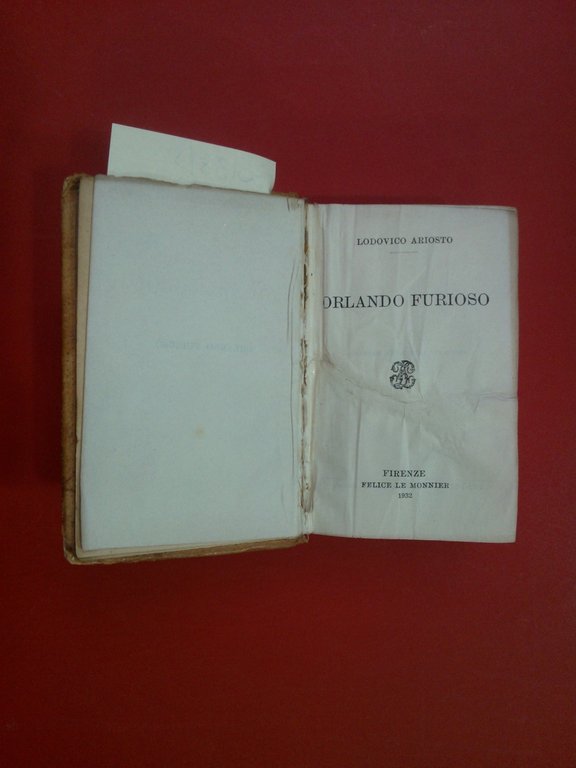 LODOVICO ARIOSTO
ORLANDO FURIOSO
FIRENZE
FELICE LE MONNIER
1932